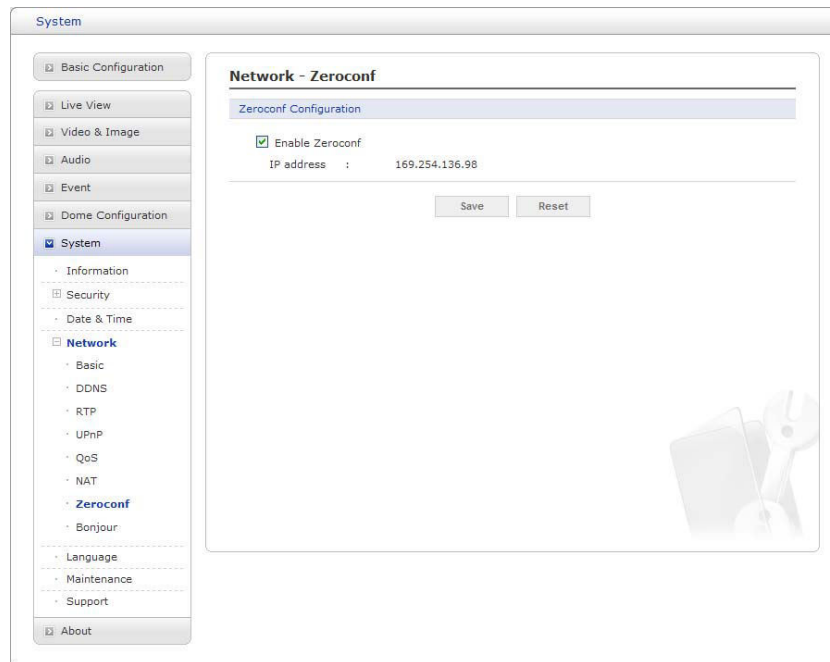 System
Basic Configuration
Live View
Video & Image
Audio
Event
Dome Configuration
System
· Information
Security
· Date & Time
Network
· Basic
· DDNS
· RTP
· UPnP
· QoS
· NAT
· Zeroconf
· Bonjour
· Language
· Maintenance
· Support
About
Network - Zeroconf
Zeroconf Configuration
Enable Zeroconf
IP address : 169.254.136.98
Save Reset